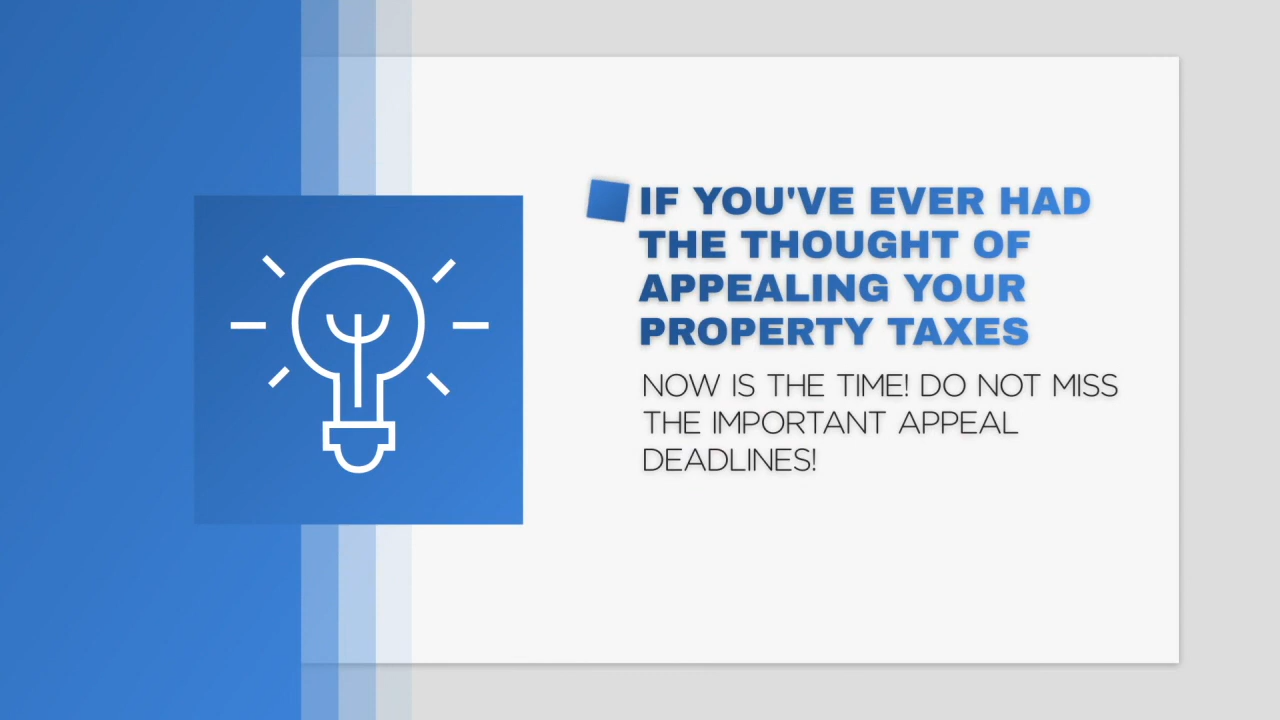 IF YOU'VE EVER HAD
THE THOUGHT OF
APPEALING YOUR
PROPERTY TAXES
NOW IS THE TIME! DO NOT MISS
THE IMPORTANT APPEAL
DEADLINES!